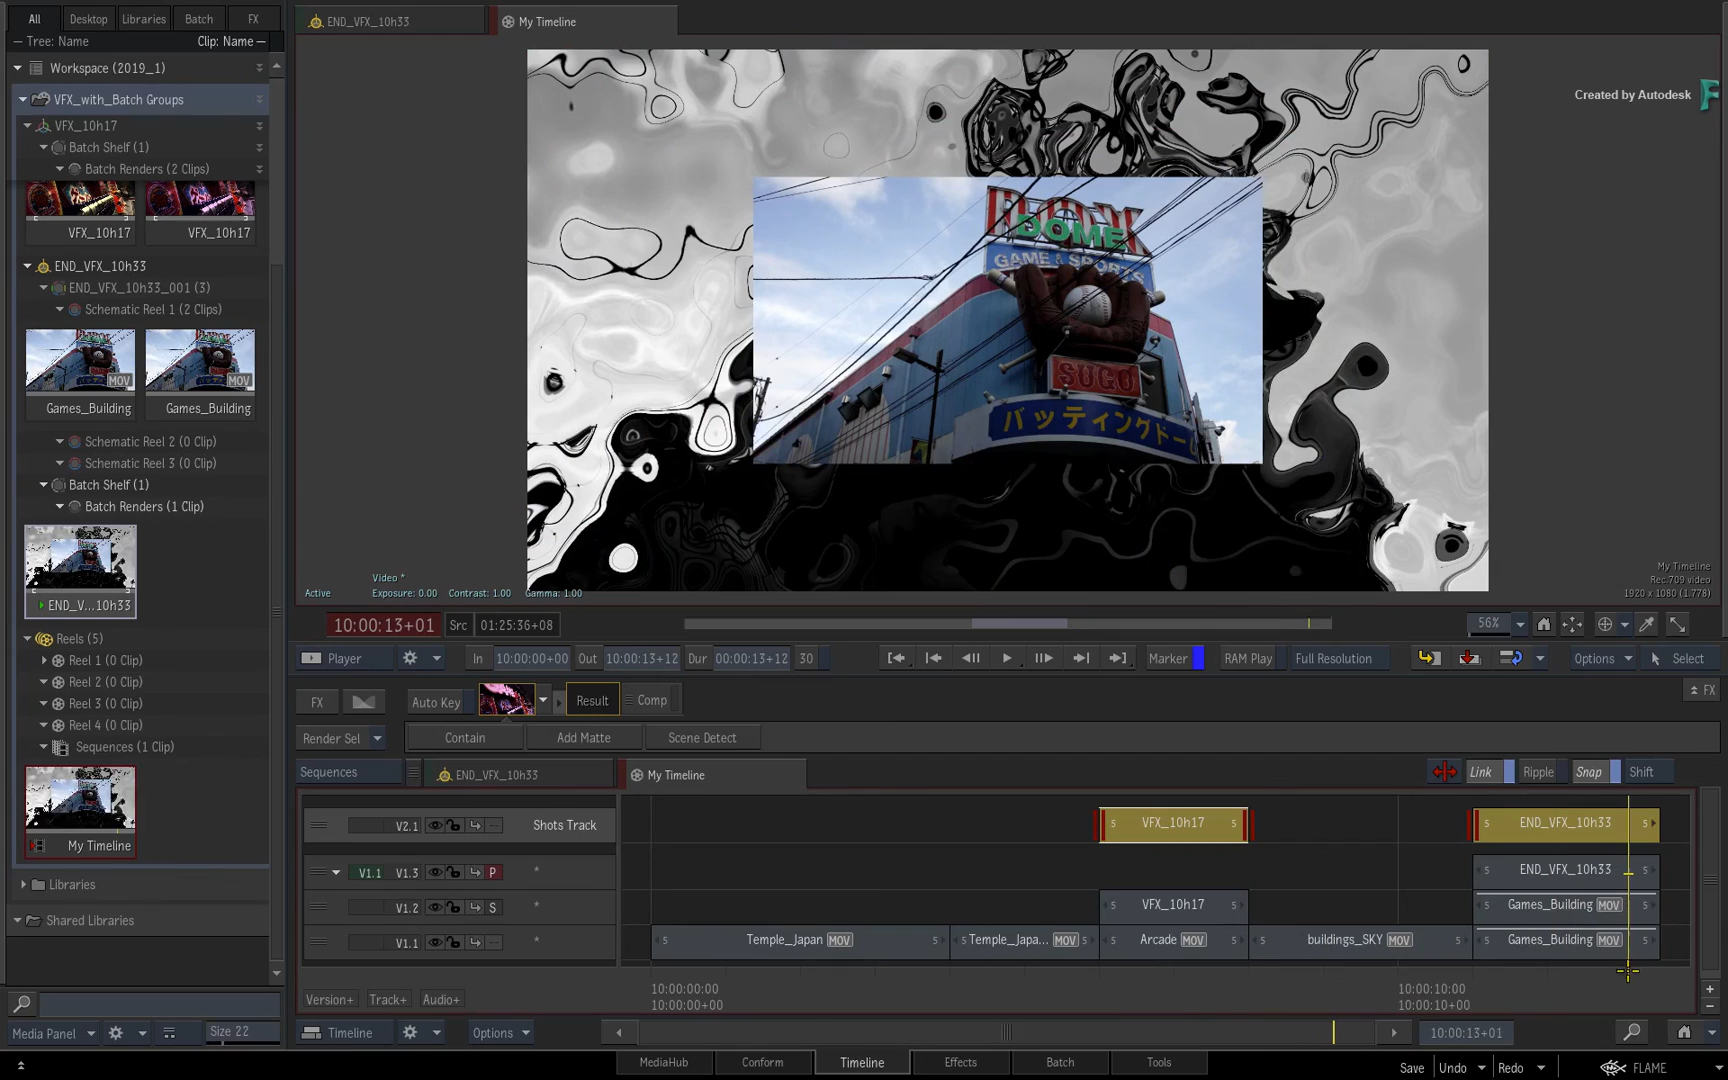 All Desktop Libraries Batch FX
Tree: Name Clip: Name
Workspace (2019_1)
VFX_with_Batch Groups
VFX_10h17
Batch Shelf (1)
Batch Renders (2 Clips)
VFX_10h17 VFX_10h17
END_VFX_10h33
END_VFX_10h33_001 (3)
Schematic Reel 1 (2 Clips)
MOV MOV
Games_Building Games_Building
Schematic Reel 2 (0 Clip)
Schematic Reel 3 (0 Clip)
Batch Shelf (1)
Batch Renders (1 Clip)
END_V...10h33
Reels (5)
Reel 1 (0 Clip)
Reel 2 (0 Clip)
Reel 3 (0 Clip)
Reel 4 (0 Clip)
Sequences (1 Clip)
My Timeline
Libraries
Shared Libraries
Media Panel Size 22
END_VFX_10h33 My Timeline
Created by Autodesk
DOME
GAME & SPORTS
SUCO
バッティングドー
Video *
Active Exposure: 0.00 Contrast: 1.00 Gamma: 1.00
My Timeline
Rec.709 video
1920 x 1080 (1.778)
10:00:13+01 Src 01:25:36+08 56%
Player In 10:00:00+00 Out 10:00:13+12 Dur 00:00:13+12 30 Marker RAM Play Full Resolution Options Select
FX Auto Key Result Comp FX
Render Sel Contain Add Matte Scene Detect
Sequences END_VFX_10h33 My Timeline Link Ripple Snap Shift
V2.1 Shots Track S VFX_10h17 S S END_VFX_10h33 S
V1.1 V1.3 P * S END_VFX_10h33 S
V1.2 S * S VFX_10h17 S S Games_Building MOV S
V1.1 * S Temple_Japan MOV S S Temple_Japa... MOV S S Arcade MOV S S buildings_SKY MOV S S Games_Building MOV S
Version+ Track+ Audio+
10:00:00:00 10:00:10:00
10:00:00+00 10:00:10+00
Timeline Options 10:00:13+01
MediaHub Conform Timeline Effects Batch Tools
Save Undo Redo FLAME